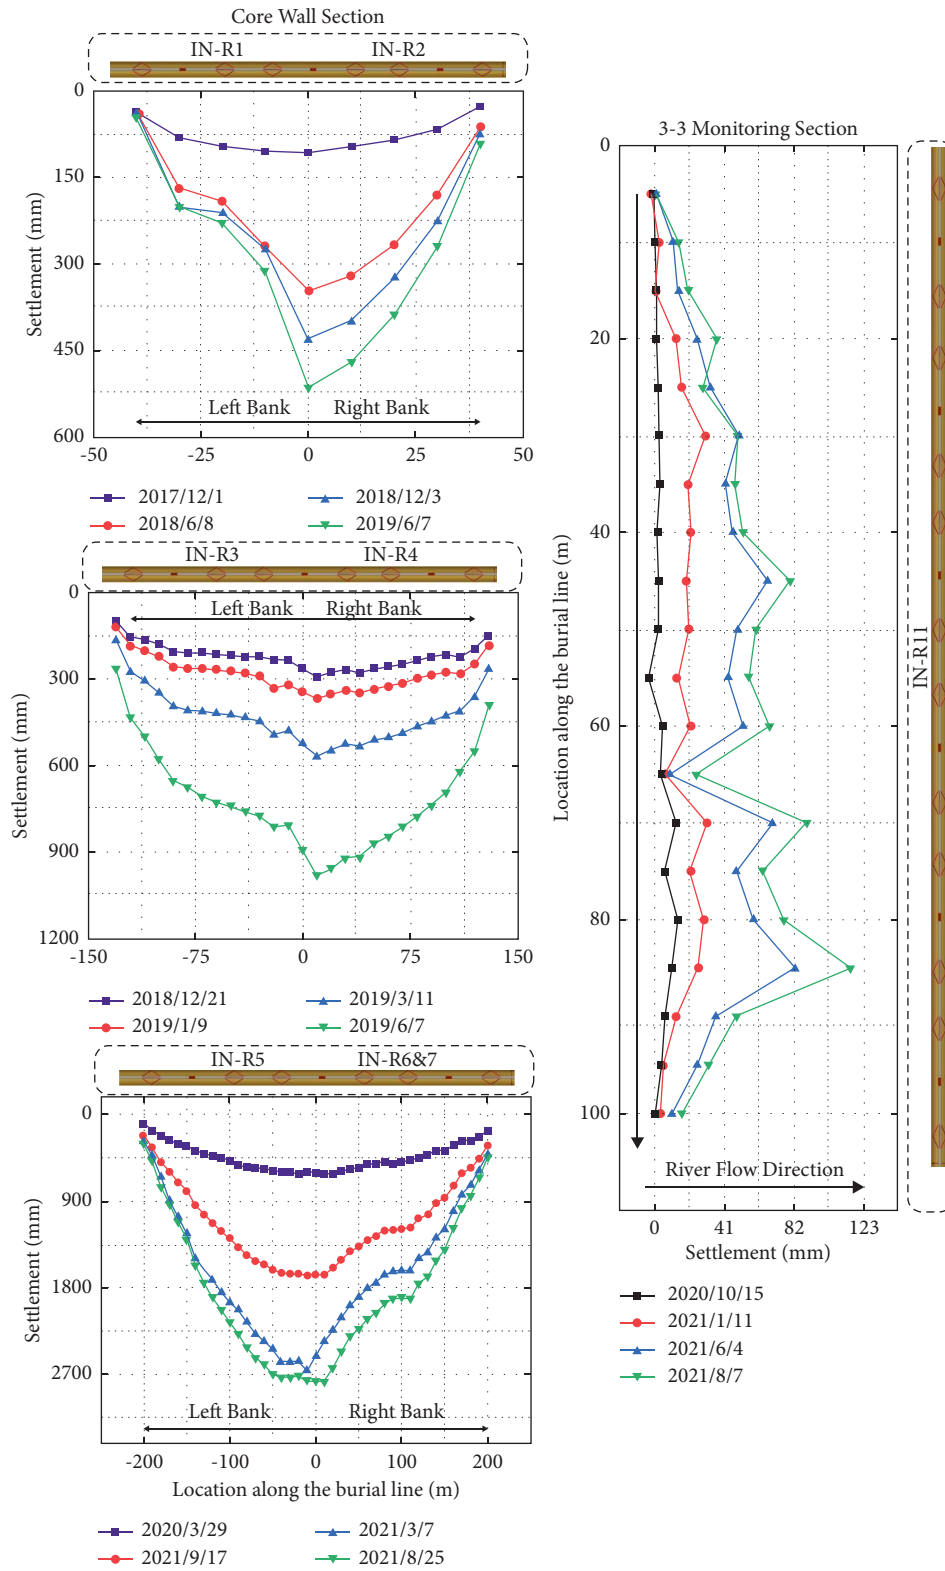 Core Wall Section
IN-R1 IN-R2
0
150
300
450
600
Settlement (mm)
Left Bank Right Bank
-50 -25 0 25 50
2017/12/1 2018/12/3
2018/6/8 2019/6/7
IN-R3 IN-R4
0
300
600
900
1200
Settlement (mm)
Left Bank Right Bank
-150 -75 0 75 150
2018/12/21 2019/3/11
2019/1/9 2019/6/7
IN-R5 IN-R6&7
0
900
1800
2700
Settlement (mm)
Left Bank Right Bank
-200 -100 0 100 200
Location along the burial line (m)
2020/3/29 2021/3/7
2021/9/17 2021/8/25
3-3 Monitoring Section
0
20
40
60
80
100
Location along the burial line (m)
IN-R11
River Flow Direction
0 41 82 123
Settlement (mm)
2020/10/15
2021/1/11
2021/6/4
2021/8/7